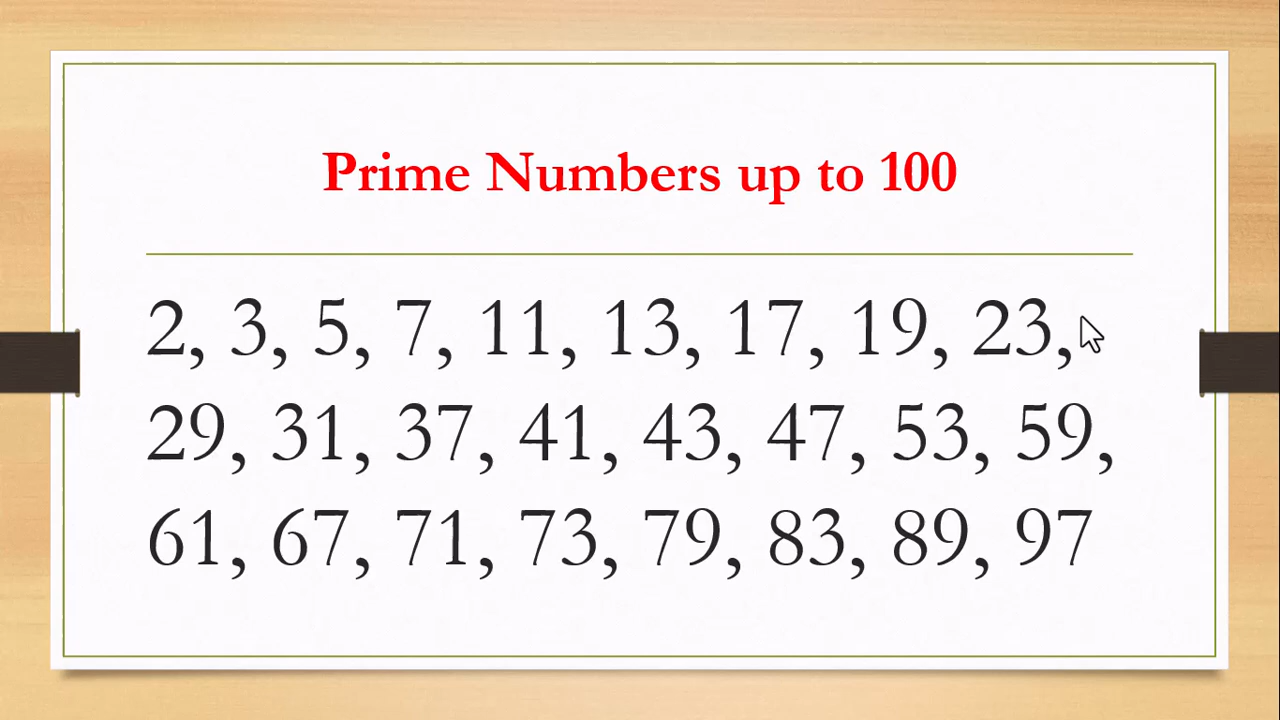 Prime Numbers up to 100
2, 3, 5, 7, 11, 13, 17, 19, 23,
29, 31, 37, 41, 43, 47, 53, 59,
61, 67, 71, 73, 79, 83, 89, 97